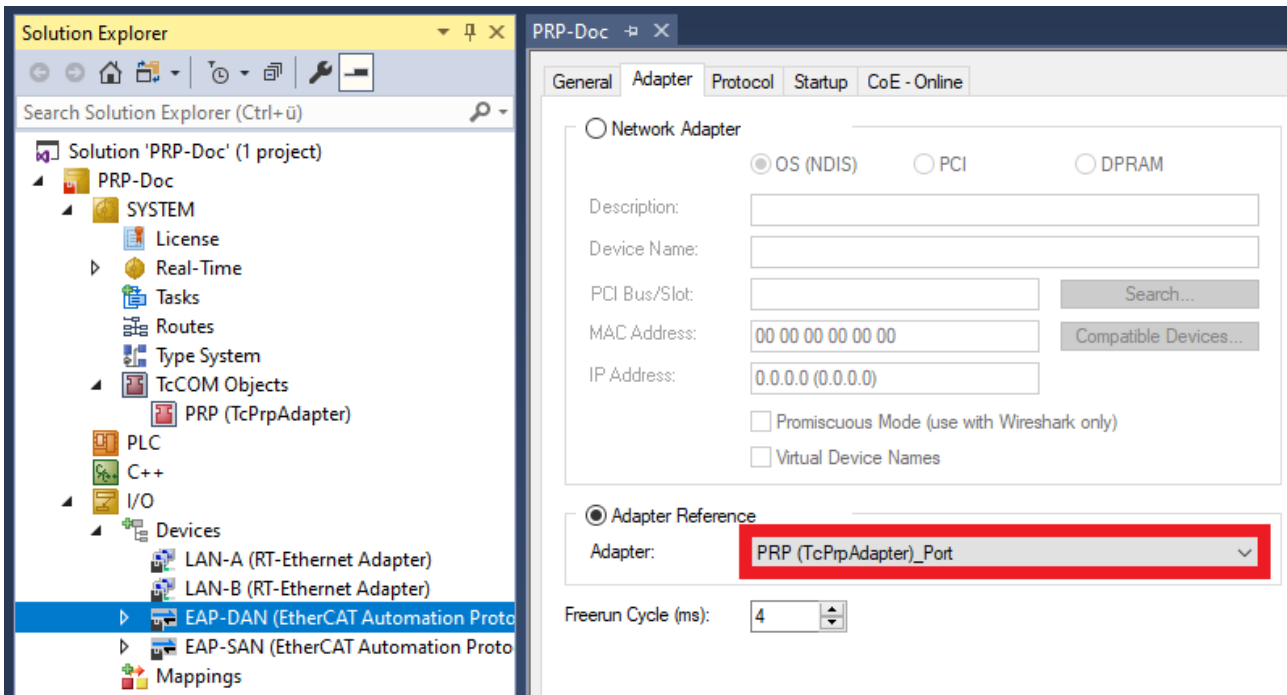 Solution Explorer
Search Solution Explorer (Ctrl+ü)
Solution 'PRP-Doc' (1 project)
PRP-Doc
SYSTEM
License
Real-Time
Tasks
Routes
Type System
TcCOM Objects
PRP (TcPrpAdapter)
PLC
C++
I/O
Devices
LAN-A (RT-Ethernet Adapter)
LAN-B (RT-Ethernet Adapter)
EAP-DAN (EtherCAT Automation Proto
EAP-SAN (EtherCAT Automation Proto
Mappings
PRP-Doc
General Adapter Protocol Startup CoE - Online
Network Adapter
OS (NDIS) PCI DPRAM
Description:
Device Name:
PCI Bus/Slot: Search...
MAC Address: 00 00 00 00 00 00 Compatible Devices...
IP Address: 0.0.0.0 (0.0.0.0)
Promiscuous Mode (use with Wireshark only)
Virtual Device Names
Adapter Reference
Adapter: PRP (TcPrpAdapter)_Port
Freerun Cycle (ms): 4